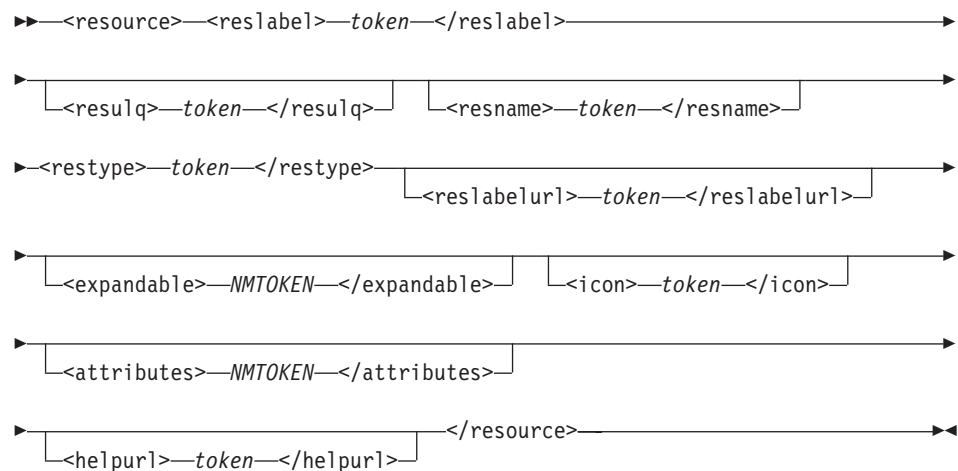 <resource> <reslabel> token </reslabel>
<resulq> token </resulq> <resname> token </resname>
<restype> token </restype>
<reslabelurl> token </reslabelurl>
<expandable> NMTOKEN </expandable> <icon> token </icon>
<attributes> NMTOKEN </attributes>
</resource>
<helpurl> token </helpurl>